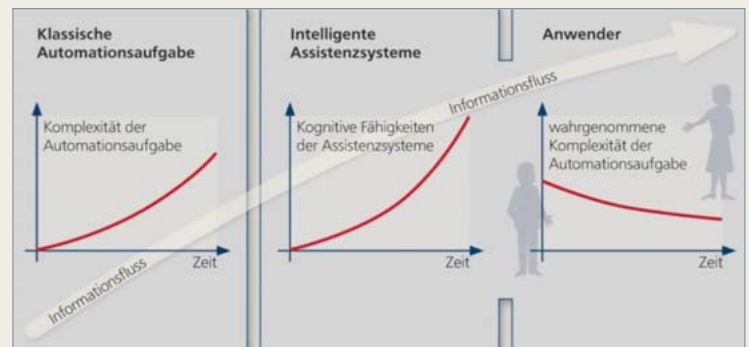 Klassische
Automationsaufgabe
Komplexität der
Automationsaufgabe
Zeit
Informationsfluss
Intelligente
Assistenzsysteme
Kognitive Fähigkeiten
der Assistenzsysteme
Zeit
Informationsfluss
Anwender
wahrgenommene
Komplexität der
Automationsaufgabe
Zeit